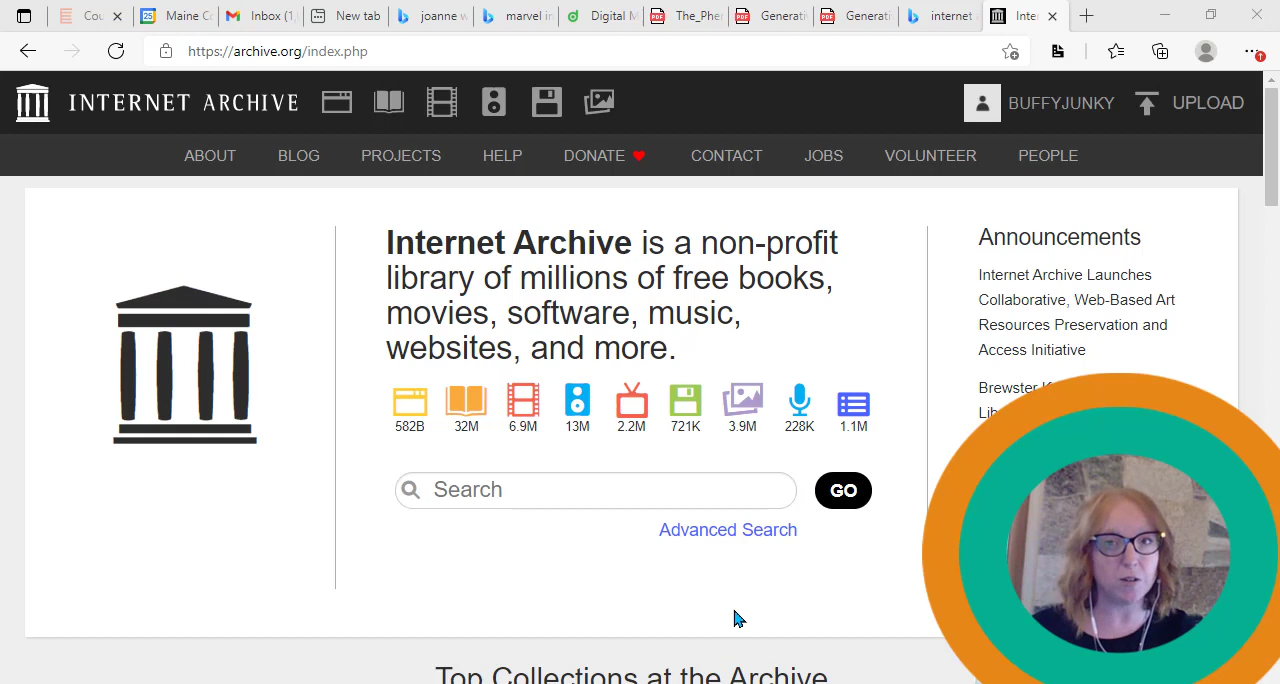 Cou
Maine C
Inbox (1,
New tab
joanne w
marvel in
Digital M
The_Pher
Generati
Generati
internet
Inte
https://archive.org/index.php
INTERNET ARCHIVE
BUFFYJUNKY
UPLOAD
ABOUT BLOG PROJECTS HELP DONATE CONTACT JOBS VOLUNTEER PEOPLE
Internet Archive is a non-profit
library of millions of free books,
movies, software, music,
websites, and more.
582B 32M 6.9M 13M 2.2M 721K 3.9M 228K 1.1M
Search
GO
Advanced Search
Announcements
Internet Archive Launches
Collaborative, Web-Based Art
Resources Preservation and
Access Initiative
Brewster K
Lib
Top Collections at the Archive